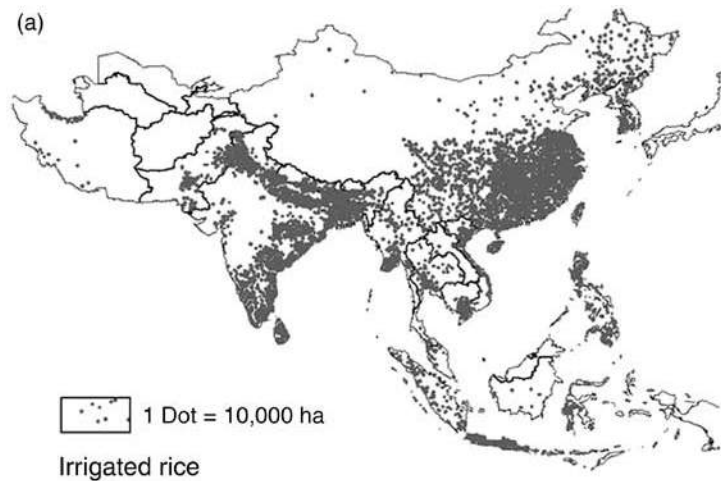 (a)
1 Dot = 10,000 ha
Irrigated rice